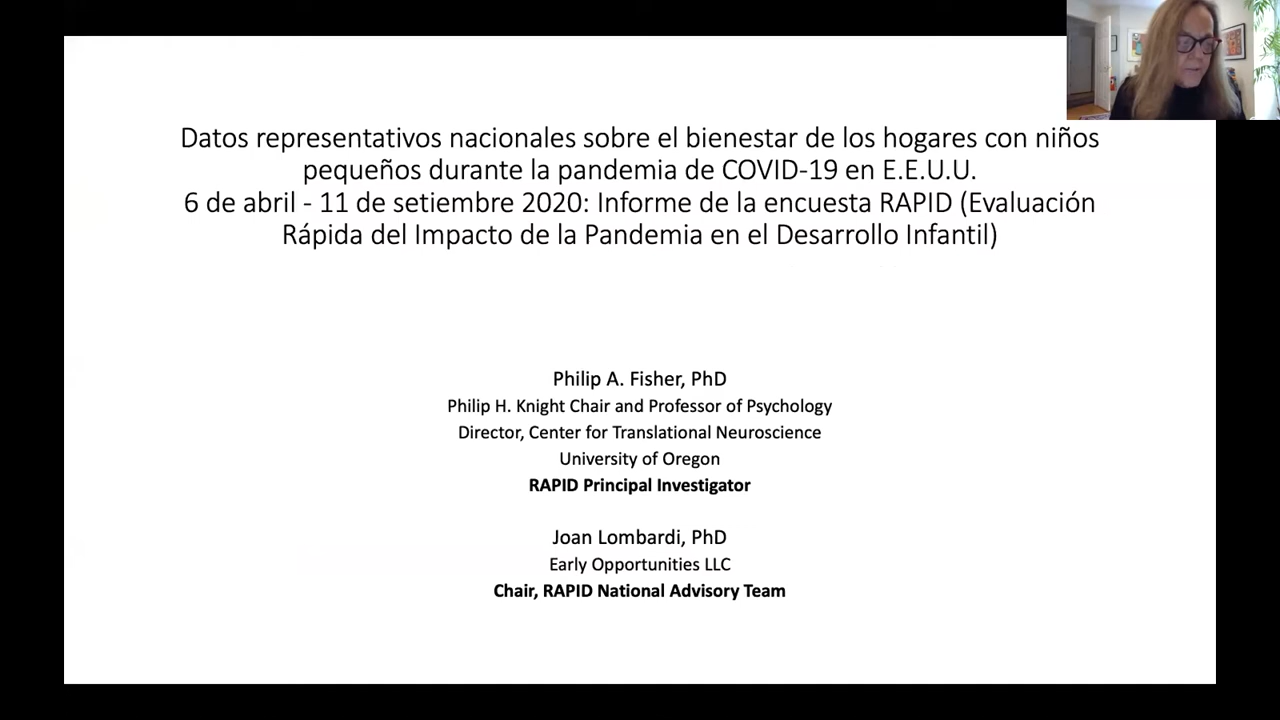 Datos representativos nacionales sobre el bienestar de los hogares con niños
pequeños durante la pandemia de COVID-19 en E.E.U.U.
6 de abril - 11 de setiembre 2020: Informe de la encuesta RAPID (Evaluación
Rápida del Impacto de la Pandemia en el Desarrollo Infantil)
Philip A. Fisher, PhD
Philip H. Knight Chair and Professor of Psychology
Director, Center for Translational Neuroscience
University of Oregon
RAPID Principal Investigator
Joan Lombardi, PhD
Early Opportunities LLC
Chair, RAPID National Advisory Team